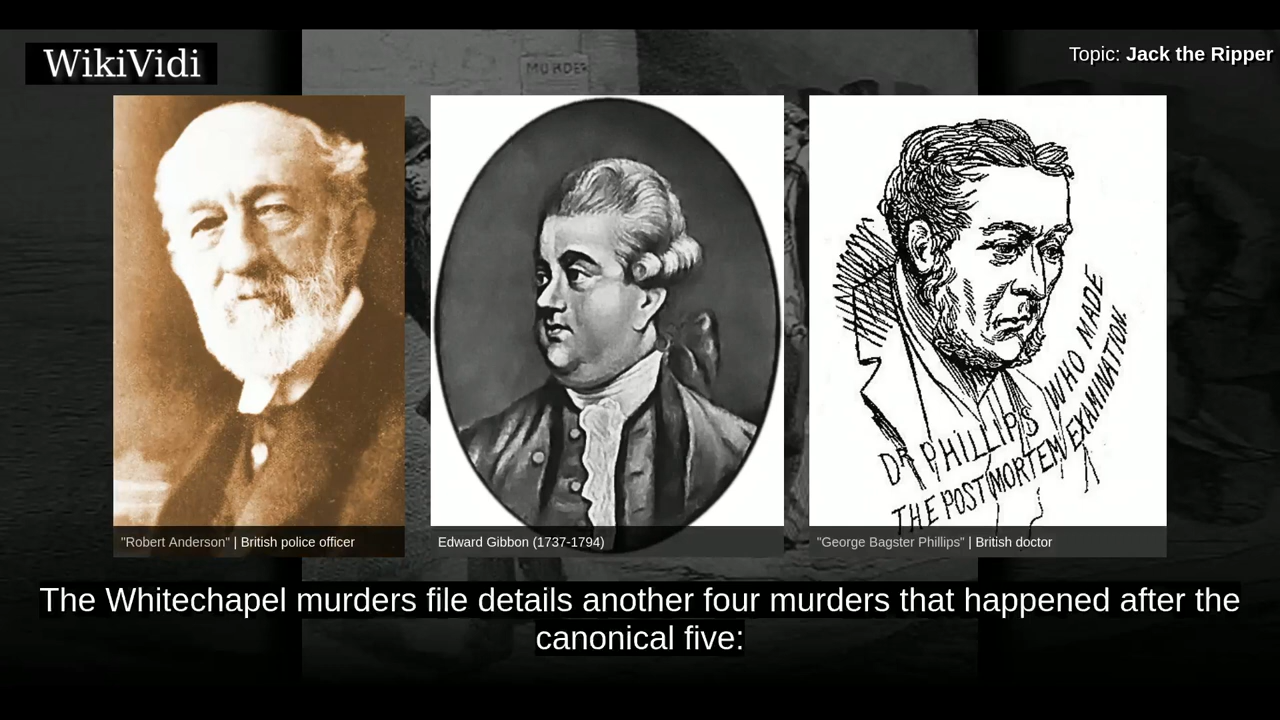 WikiVidi
Topic: Jack the Ripper
MURDER
DR PHILLIPS WHO MADE
THE POST MORTEM EXAMINATION
"Robert Anderson" | British police officer
Edward Gibbon (1737-1794)
"George Bagster Phillips" | British doctor
The Whitechapel murders file details another four murders that happened after the
canonical five: